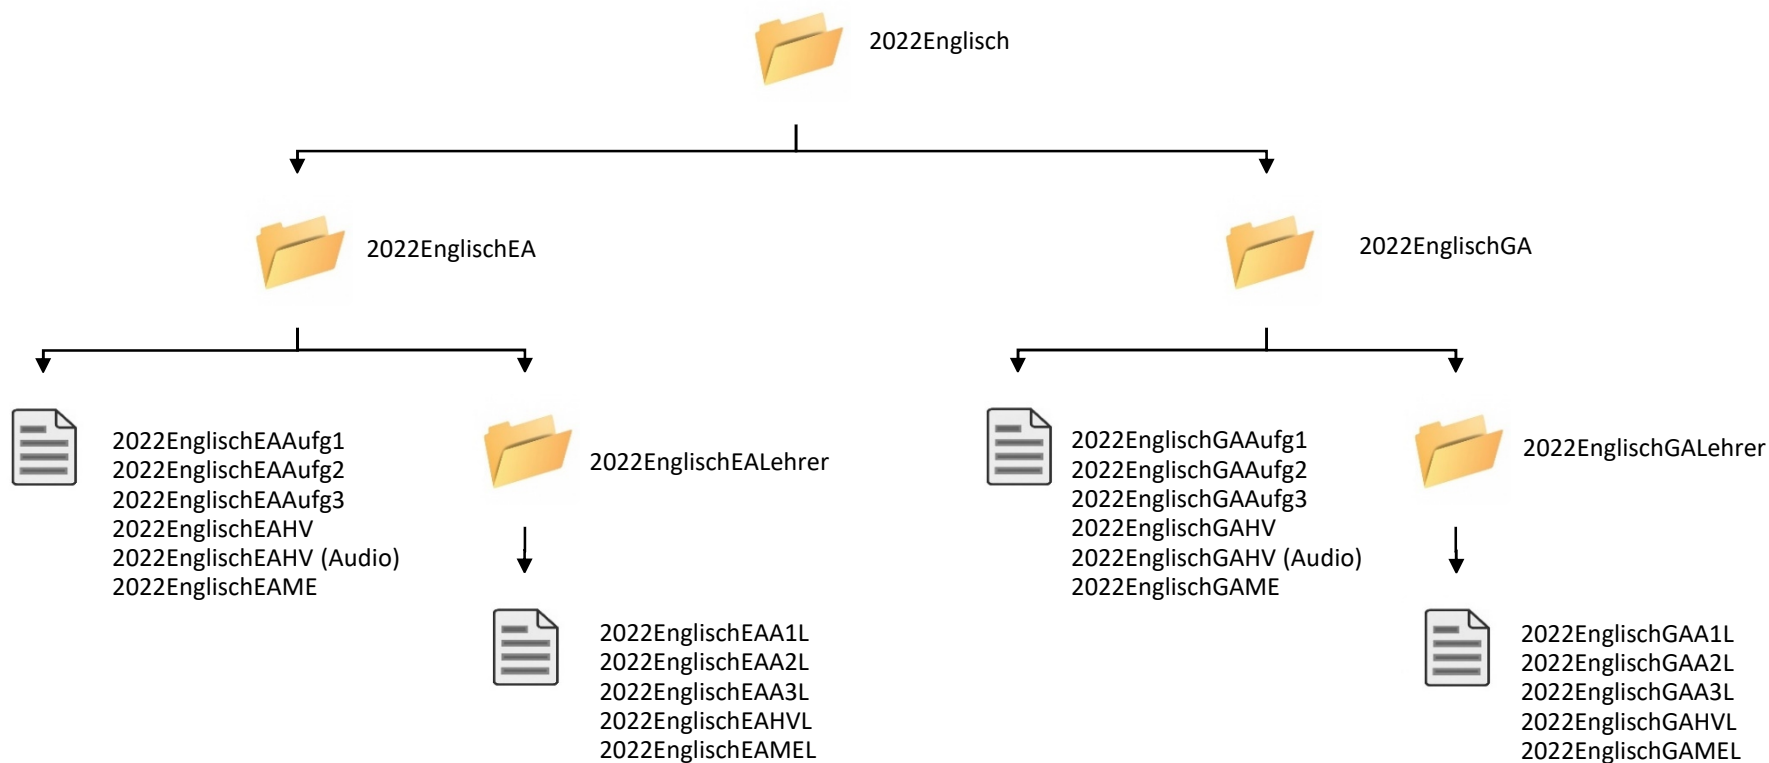 2022Englisch
2022EnglischEA
2022EnglischGA
2022EnglischEAAufg1
2022EnglischEAAufg2
2022EnglischEAAufg3
2022EnglischEAHV
2022EnglischEAHV (Audio)
2022EnglischEAME
2022EnglischEALehrer
2022EnglischEAA1L
2022EnglischEAA2L
2022EnglischEAA3L
2022EnglischEAHVL
2022EnglischEAMEL
2022EnglischGAAufg1
2022EnglischGAAufg2
2022EnglischGAAufg3
2022EnglischGAHV
2022EnglischGAHV (Audio)
2022EnglischGAME
2022EnglischGALehrer
2022EnglischGAA1L
2022EnglischGAA2L
2022EnglischGAA3L
2022EnglischGAHVL
2022EnglischGAMEL